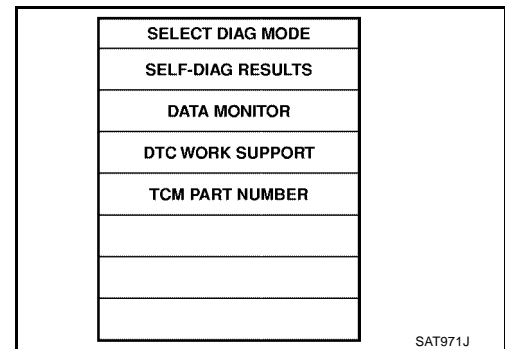 SELECT DIAG MODE
SELF-DIAG RESULTS
DATA MONITOR
DTC WORK SUPPORT
TCM PART NUMBER
SAT971J